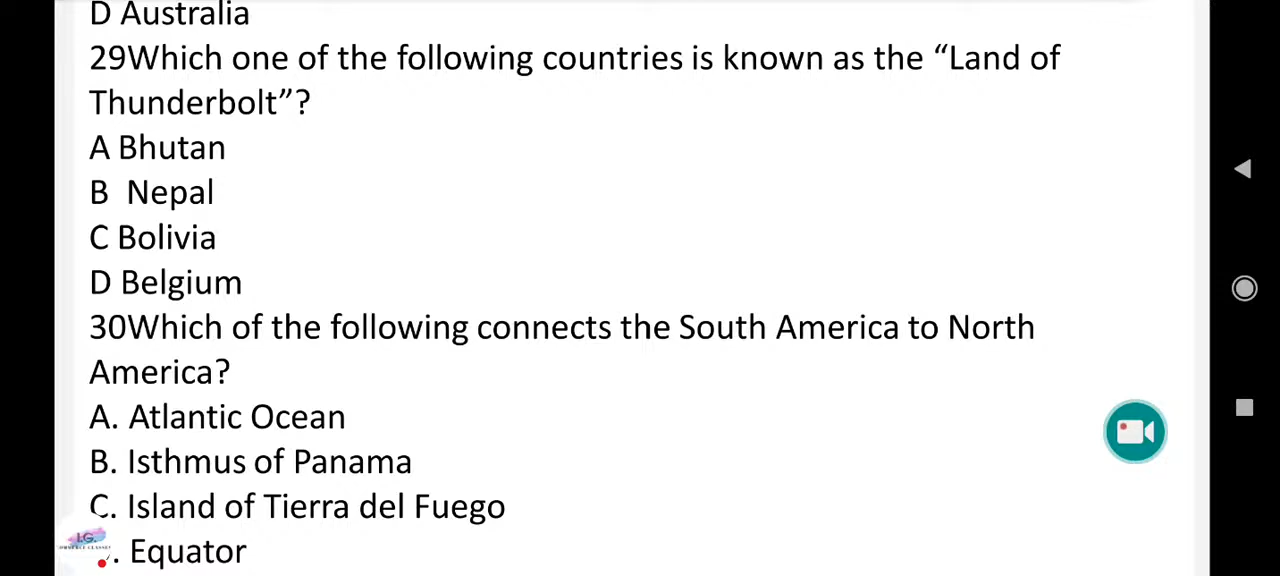 D Australia
29Which one of the following countries is known as the “Land of
Thunderbolt”?
A Bhutan
B  Nepal
C Bolivia
D Belgium
30Which of the following connects the South America to North
America?
A. Atlantic Ocean
B. Isthmus of Panama
C. Island of Tierra del Fuego
. Equator
I.G.